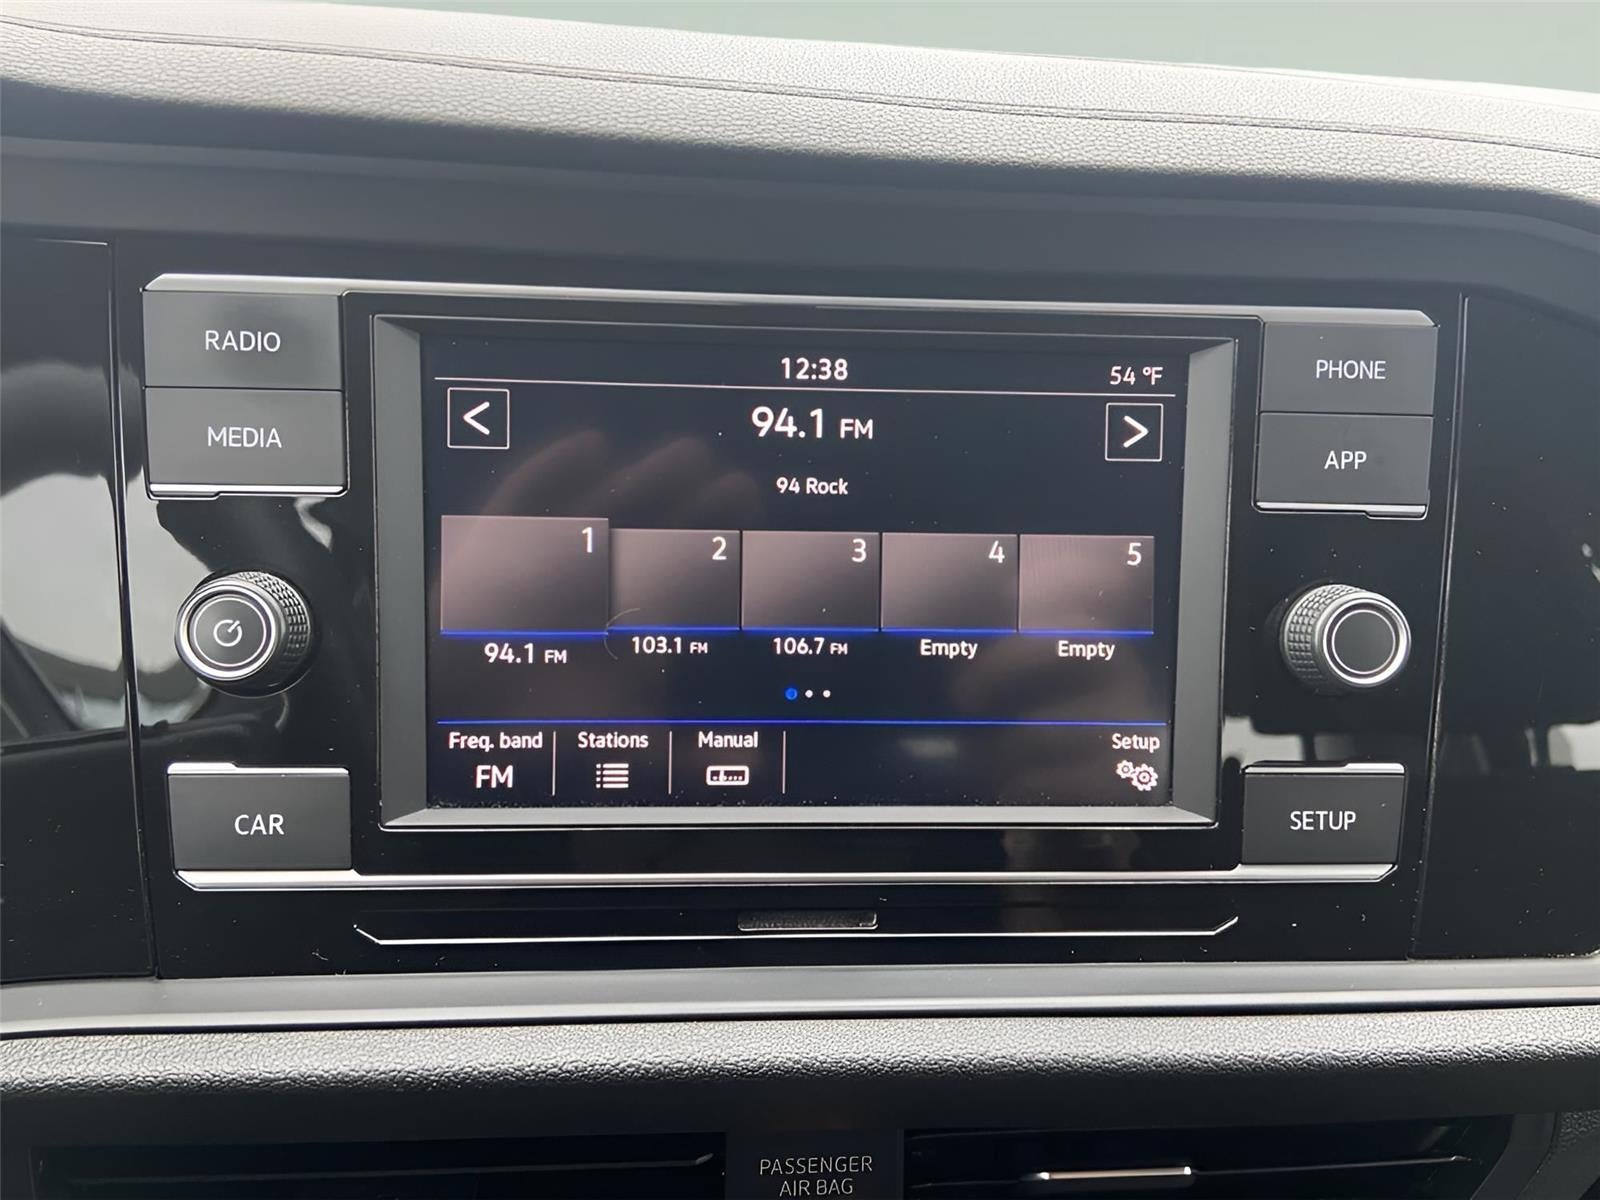 RADIO
MEDIA
CAR
12:38
54 °F
<
94.1 FM
>
94 Rock
1
2
3
4
5
94.1 FM
103.1 FM
106.7 FM
Empty
Empty
Freq. band
FM
Stations
Manual
Setup
PHONE
APP
SETUP
PASSENGER
AIR BAG